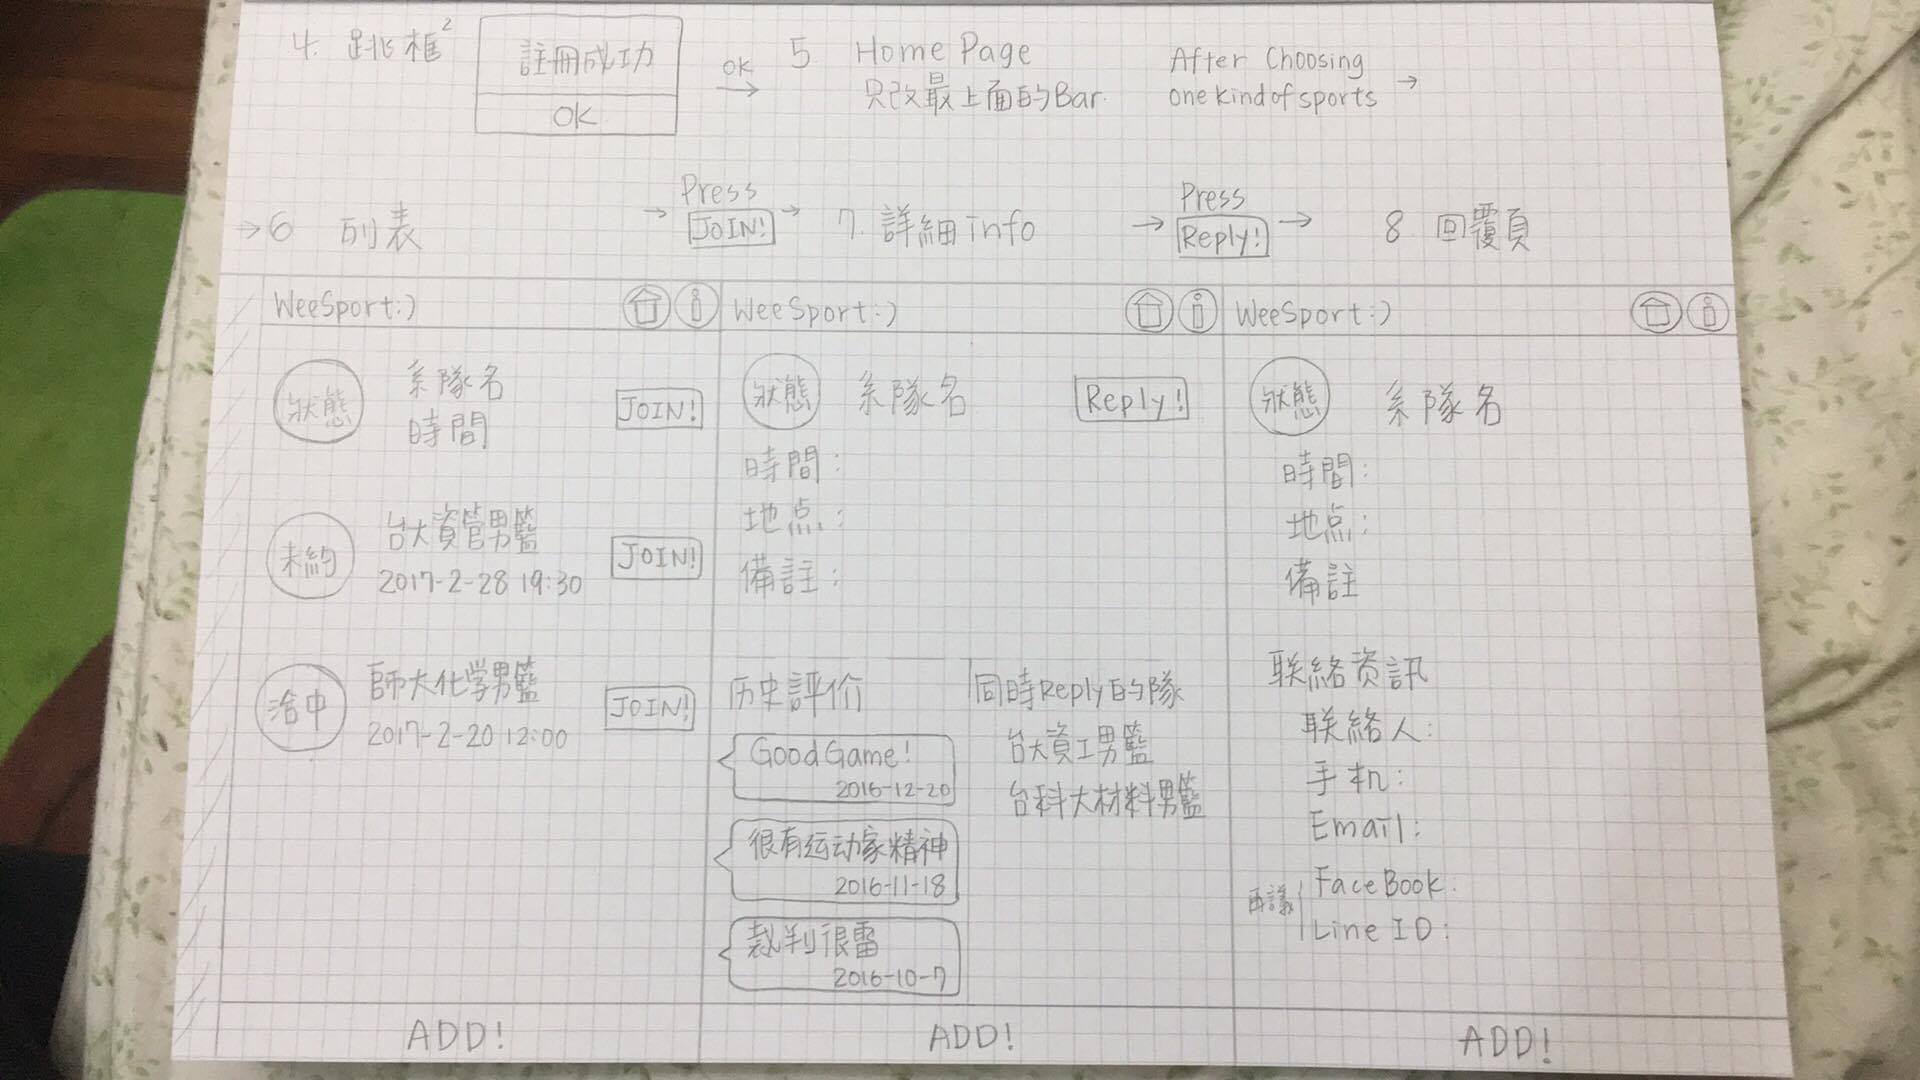 4. 跳框²
註冊成功
OK
OK →
5 Home Page
只改最上面的Bar.
After Choosing
one kind of sports →
→ 6 列表
→ Press JOIN! →
7. 詳細info
→ Press Reply! →
8 回覆頁
WeeSport:)
狀態
系隊名
時間
JOIN!
未約
台大資管男籃
2017-2-28 19:30
JOIN!
洽中
師大化学男籃
2017-2-20 12:00
JOIN!
ADD!
WeeSport:)
狀態 系隊名 Reply!
時間:
地点:
備註:
历史評价
Good Game!
2016-12-20
很有运动家精神
2016-11-18
裁判很雷
2016-10-7
同時Reply的隊
台大資工男籃
台科大材料男籃
ADD!
WeeSport:)
狀態 系隊名
時間:
地点:
備註
联絡資訊
联絡人:
手机:
Email:
再議
FaceBook:
Line ID:
ADD!